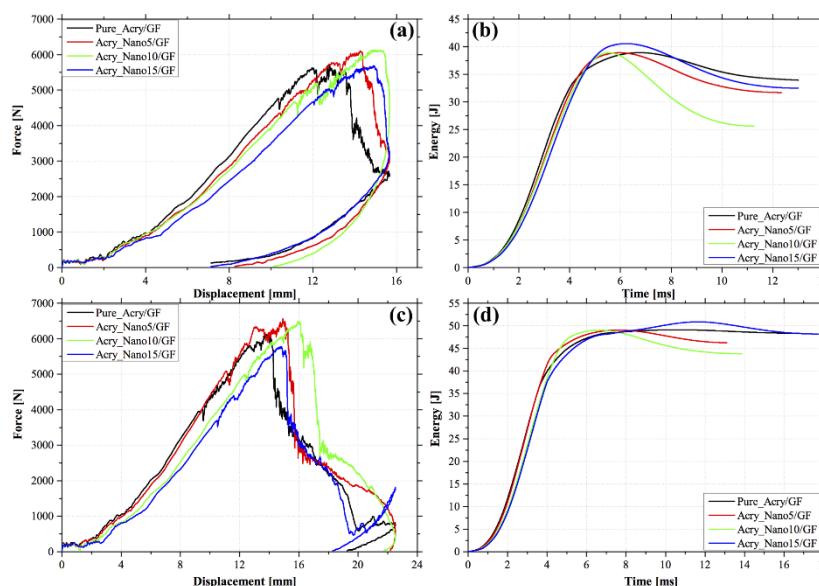 7000
6000
5000
4000
3000
2000
1000
0
Force [N]
Pure_Acry/GF
Acry_Nano5/GF
Acry_Nano10/GF
Acry_Nano15/GF
(a)
0 4 8 12 16
Displacement [mm]
45
40
35
30
25
20
15
10
5
0
Energy [J]
(b)
Pure_Acry/GF
Acry_Nano5/GF
Acry_Nano10/GF
Acry_Nano15/GF
0 2 4 6 8 10 12
Time [ms]
7000
6000
5000
4000
3000
2000
1000
0
Force [N]
Pure_Acry/GF
Acry_Nano5/GF
Acry_Nano10/GF
Acry_Nano15/GF
(c)
0 4 8 12 16 20 24
Displacement [mm]
55
50
45
40
35
30
25
20
15
10
5
0
Energy [J]
(d)
Pure_Acry/GF
Acry_Nano5/GF
Acry_Nano10/GF
Acry_Nano15/GF
0 2 4 6 8 10 12 14 16 18
Time [ms]